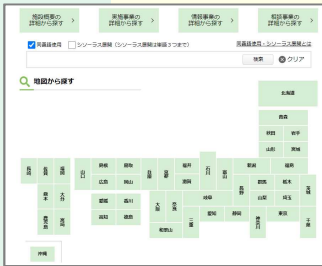 施設概要の
詳細から探す
実施事業の
詳細から探す
情報事業の
詳細から探す
相談事業の
詳細から探す
同義語使用 シソーラス展開（シソーラス展開は単語3つまで）
同義語使用・シソーラス展開とは
検索 クリア
地図から探す
北海道
青森
秋田 岩手
山形 宮城
長崎 佐賀 福岡 山口 島根 鳥取 兵庫 京都 福井 石川 富山 新潟 福島
広島 岡山 滋賀 長野 群馬 栃木 茨城
熊本 大分 愛媛 香川 大阪 奈良 岐阜 山梨 埼玉
鹿児島 宮崎 高知 徳島 三重 愛知 静岡 神奈川 東京 千葉
和歌山
沖縄